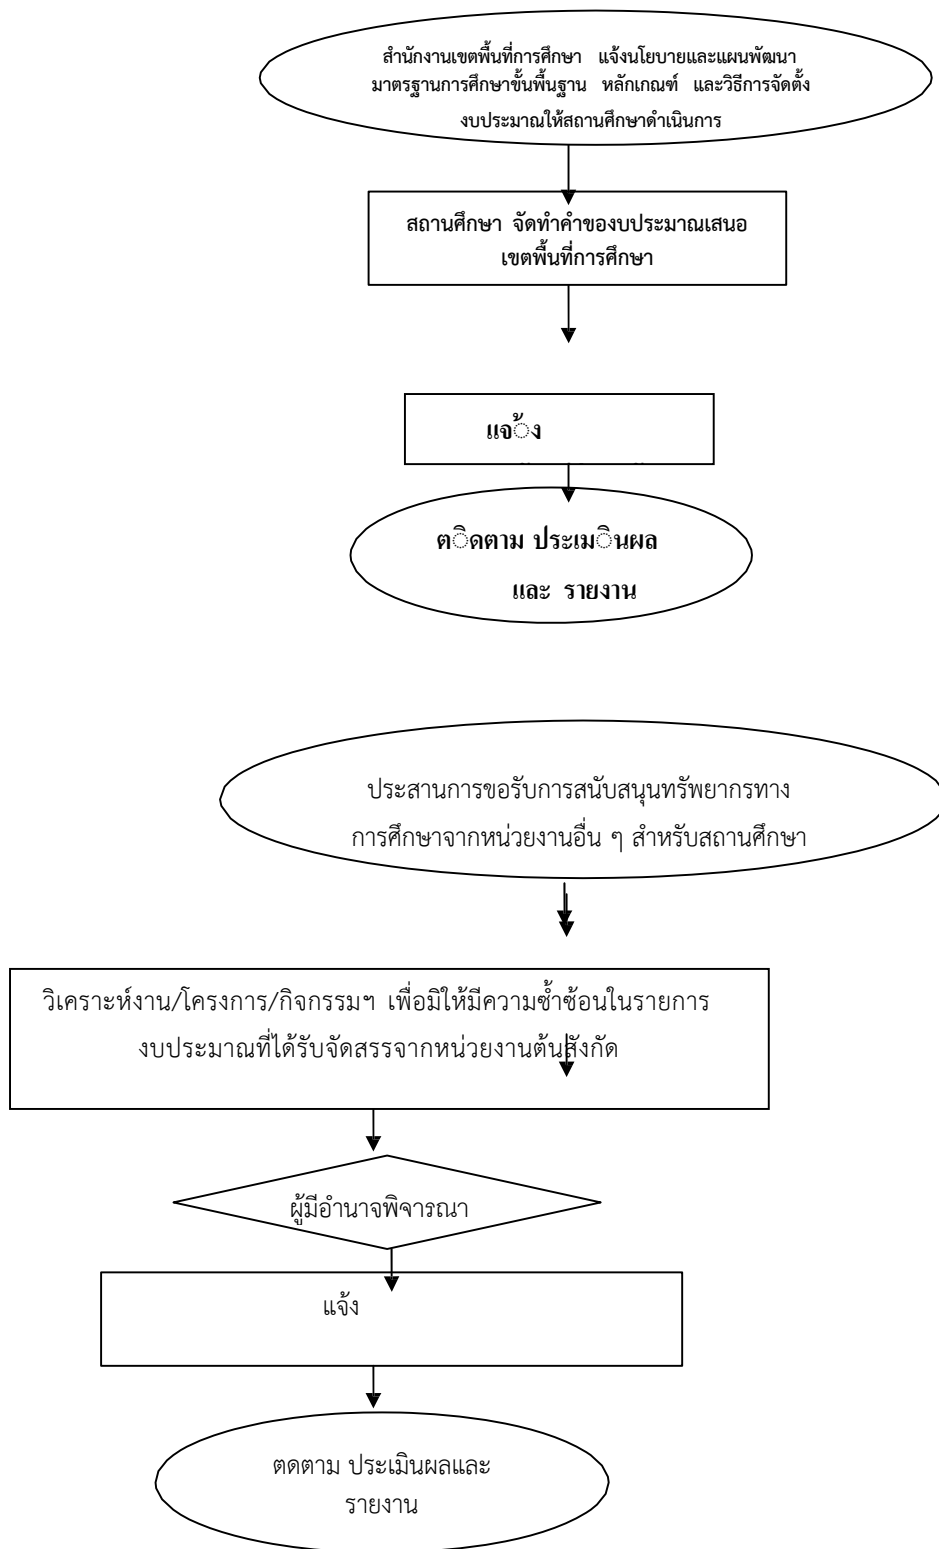 สำนักงานเขตพื้นที่การศึกษา แจ้งนโยบายและแผนพัฒนา
มาตรฐานการศึกษาขั้นพื้นฐาน หลักเกณฑ์ และวิธีการจัดตั้ง
งบประมาณให้สถานศึกษาดำเนินการ
สถานศึกษา จัดทำคำของบประมาณเสนอ
เขตพื้นที่การศึกษา
แจ้ง
ติดตาม ประเมินผล
และ รายงาน
ประสานการขอรับการสนับสนุนทรัพยากรทาง
การศึกษาจากหน่วยงานอื่น ๆ สำหรับสถานศึกษา
วิเคราะห์งาน/โครงการ/กิจกรรมฯ เพื่อมิให้มีความซ้ำซ้อนในรายการ
งบประมาณที่ได้รับจัดสรรจากหน่วยงานต้นสังกัด
ผู้มีอำนาจพิจารณา
แจ้ง
ตดตาม ประเมินผลและ
รายงาน